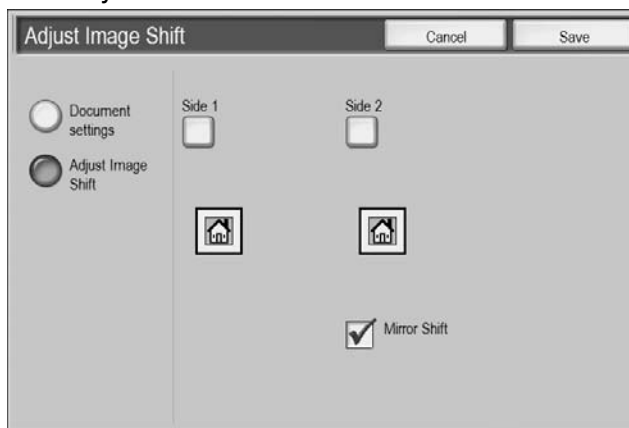 Adjust Image Shift
Cancel
Save
Document
settings
Adjust Image
Shift
Side 1
Side 2
Mirror Shift